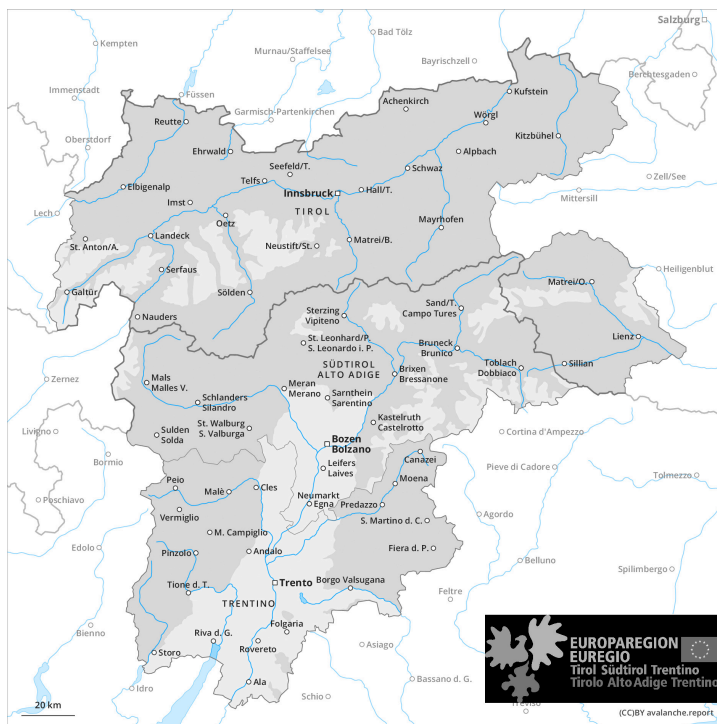 Salzburg
Kempten
Bad Tölz
Murnau/Staffelsee
Bayrischzell
Berchtesgaden
Immenstadt
Füssen
Achenkirch
Kufstein
Garmisch-Partenkirchen
Reutte
Wörgl
Oberstdorf
Kitzbühel
Ehrwald
Alpbach
Seefeld/T.
Schwaz
Zell/See
Elbigenalp
Telfs
Innsbruck
Hall/T.
Mittersill
Imst
TIROL
Lech
Oetz
Mayrhofen
St. Anton/A.
Landeck
Neustift/St.
Matrei/B.
Serfaus
Heiligenblut
Galtür
Sölden
Matrei/O.
Nauders
Sterzing
Vipiteno
Sand/T.
Campo Tures
Lienz
St. Leonhard/P.
S. Leonardo i. P.
Bruneck
Brunico
Toblach
Dobbiaco
Sillian
SÜDTIROL
ALTO ADIGE
Brixen
Bressanone
Zernez
Mals
Malles V.
Meran
Merano
Schlanders
Silandro
Sarnthein
Sarentino
St. Walburg
S. Valburga
Kastelruth
Castelrotto
Livigno
Sulden
Solda
Bozen
Bolzano
Cortina d'Ampezzo
Bormio
Canazei
Pieve di Cadore
Leifers
Laives
Tolmezzo
Poschiavo
Peio
Malè
Cles
Moena
Neumarkt
Egna
Predazzo
Vermiglio
Agordo
S. Martino d. C.
M. Campiglio
Edolo
Pinzolo
Andalo
Fiera d. P.
Belluno
Spilimbergo
Tione d. T.
Trento
Borgo Valsugana
Feltre
TRENTINO
Bienno
Riva d. G.
Folgaria
Rovereto
Asiago
Storo
Idro
Ala
Schio
Bassano d. G.
Treviso
20 km
EUROPAREGION
EUREGIO
Tirol Südtirol Trentino
Tirolo Alto Adige Trentino
(CC)BY avalanche.report